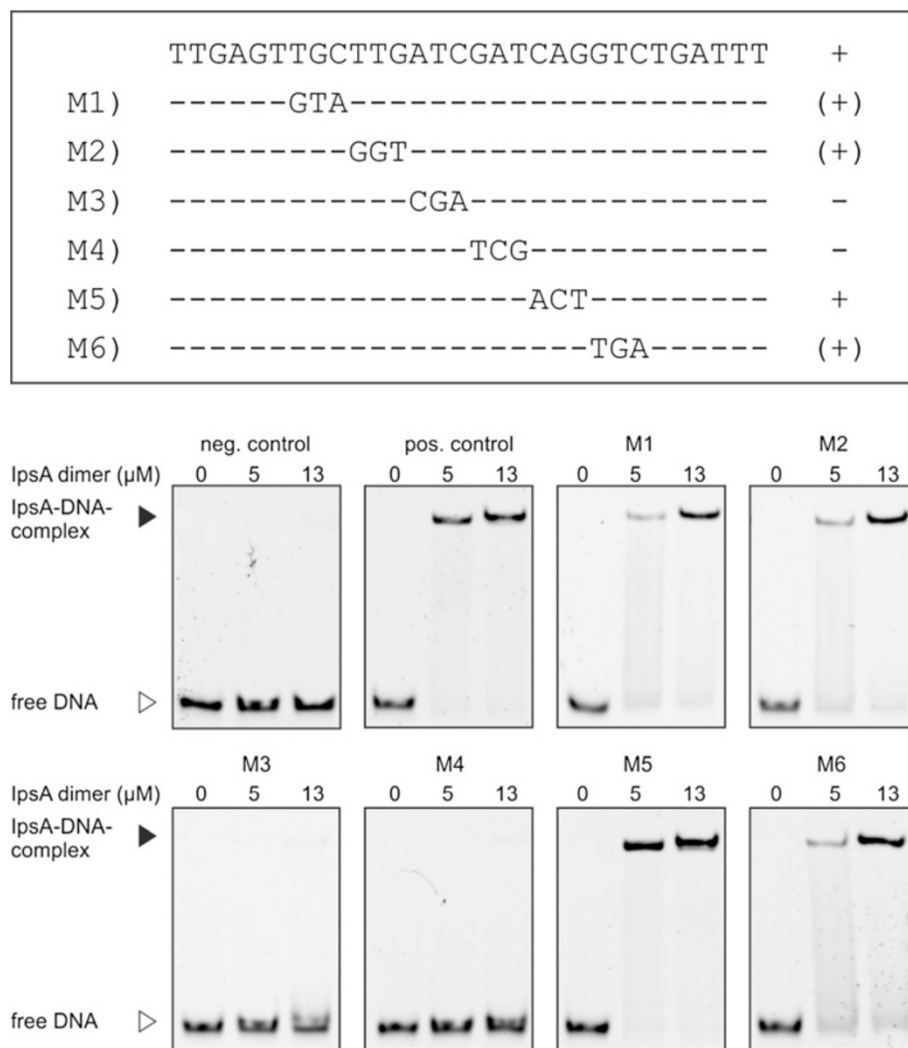 TTGAGTTGCTTGATCGATCAGGTCTGATTT +
M1) ------GTA--------------------- (+)
M2) ---------GGT------------------ (+)
M3) ------------CGA--------------- -
M4) ---------------TCG------------ -
M5) ------------------ACT--------- +
M6) ---------------------TGA------ (+)
neg. control pos. control M1 M2
IpsA dimer (µM) 0 5 13 0 5 13 0 5 13 0 5 13
IpsA-DNA-
complex
free DNA
M3 M4 M5 M6
IpsA dimer (µM) 0 5 13 0 5 13 0 5 13 0 5 13
IpsA-DNA-
complex
free DNA